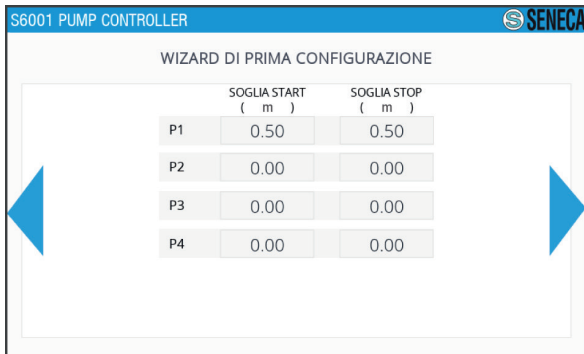 S6001 PUMP CONTROLLER
SENECA
WIZARD DI PRIMA CONFIGURAZIONE
SOGLIA START SOGLIA STOP
( m ) ( m )
P1 0.50 0.50
P2 0.00 0.00
P3 0.00 0.00
P4 0.00 0.00